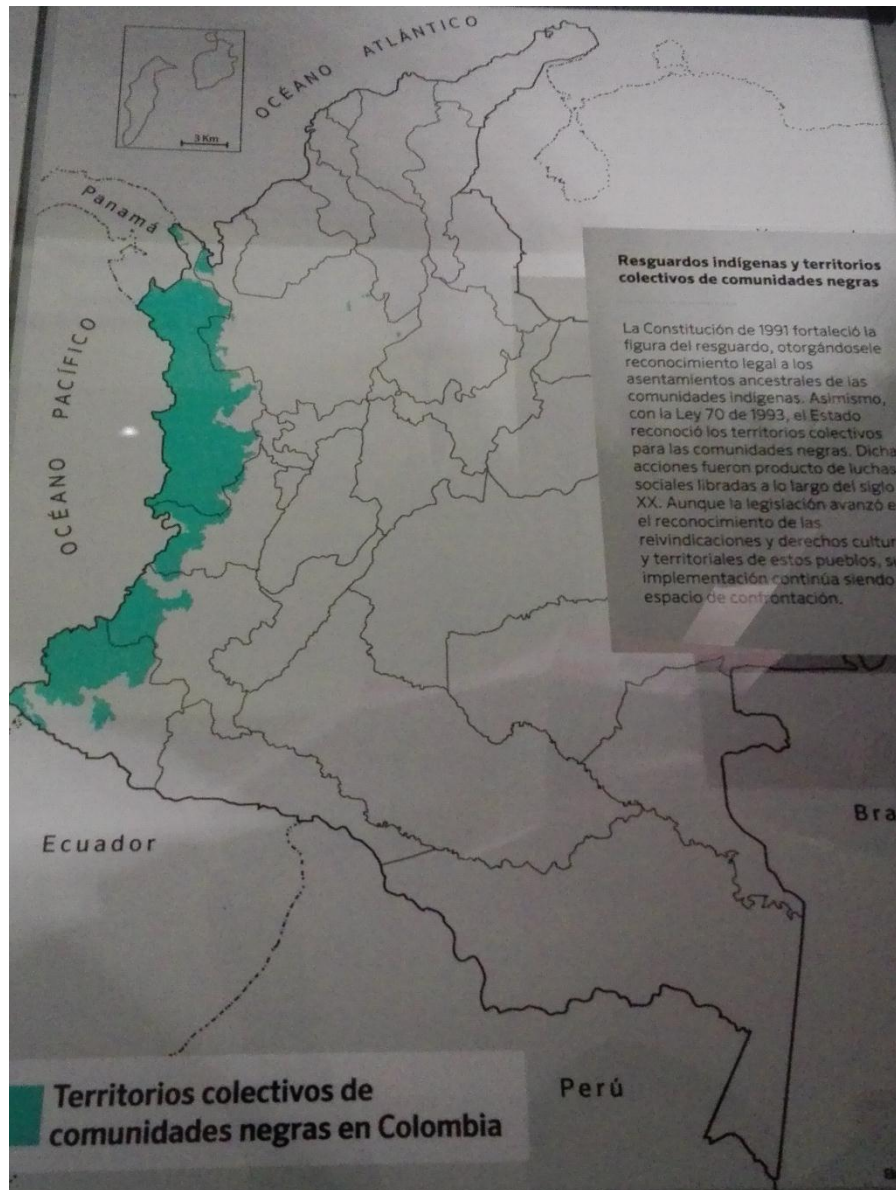 OCÉANO ATLÁNTICO
3 Km
Panamá
OCÉANO PACÍFICO
Resguardos indígenas y territorios
colectivos de comunidades negras
La Constitución de 1991 fortaleció la
figura del resguardo, otorgándosele
reconocimiento legal a los
asentamientos ancestrales de las
comunidades indígenas. Asimismo,
con la Ley 70 de 1993, el Estado
reconoció los territorios colectivos
para las comunidades negras. Dicha
acciones fueron producto de luchas
sociales libradas a lo largo del siglo
XX. Aunque la legislación avanzó e
el reconocimiento de las
reivindicaciones y derechos cultur
y territoriales de estos pueblos, s
implementación continúa siendo
espacio de confrontación.
Bra
Ecuador
Perú
Territorios colectivos de
comunidades negras en Colombia